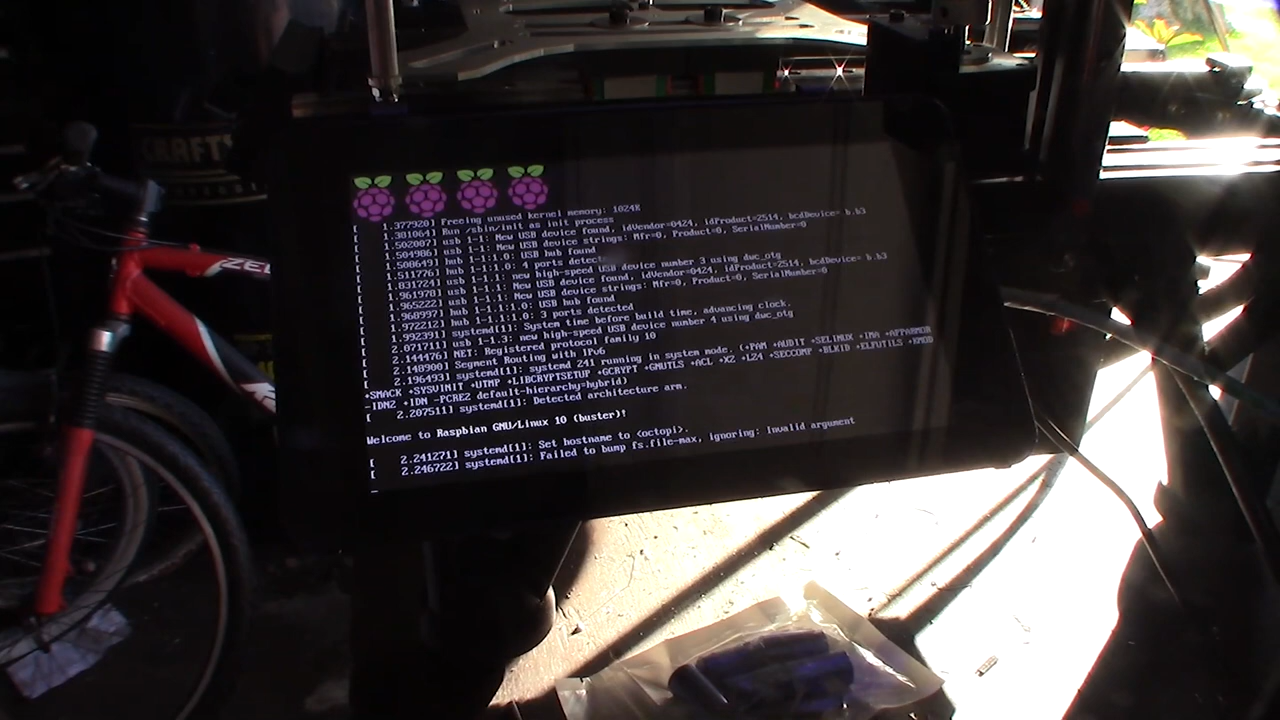 KRAFT
ZE
[    1.377920] Freeing unused kernel memory: 1024K
[    1.381064] Run /sbin/init as init process
[    1.502007] usb 1-1: New USB device found, idVendor=0424, idProduct=2514, bcdDevice= b.b3
[    1.504986] usb 1-1: New USB device strings: Mfr=0, Product=0, SerialNumber=0
[    1.508649] hub 1-1:1.0: USB hub found
[    1.511776] hub 1-1:1.0: 4 ports detected
[    1.831724] usb 1-1.1: new high-speed USB device number 3 using dwc_otg
[    1.961978] usb 1-1.1: New USB device found, idVendor=0424, idProduct=2514, bcdDevice= b.b3
[    1.965222] usb 1-1.1: New USB device strings: Mfr=0, Product=0, SerialNumber=0
[    1.968997] hub 1-1.1:1.0: USB hub found
[    1.972212] hub 1-1.1:1.0: 3 ports detected
[    1.992391] systemd[1]: System time before build time, advancing clock.
[    2.071711] usb 1-1.3: new high-speed USB device number 4 using dwc_otg
[    2.144476] NET: Registered protocol family 10
[    2.148900] Segment Routing with IPv6
[    2.196493] systemd[1]: systemd 241 running in system mode. (+PAM +AUDIT +SELINUX +IMA +APPARMOR
+SMACK +SYSVINIT +UTMP +LIBCRYPTSETUP +GCRYPT +GNUTLS +ACL +XZ +LZ4 +SECCOMP +BLKID +ELFUTILS +KMOD
-IDN2 +IDN -PCRE2 default-hierarchy=hybrid)
[    2.207511] systemd[1]: Detected architecture arm.
Welcome to Raspbian GNU/Linux 10 (buster)!
[    2.241271] systemd[1]: Set hostname to <octopi>.
[    2.246722] systemd[1]: Failed to bump fs.file-max, ignoring: Invalid argument